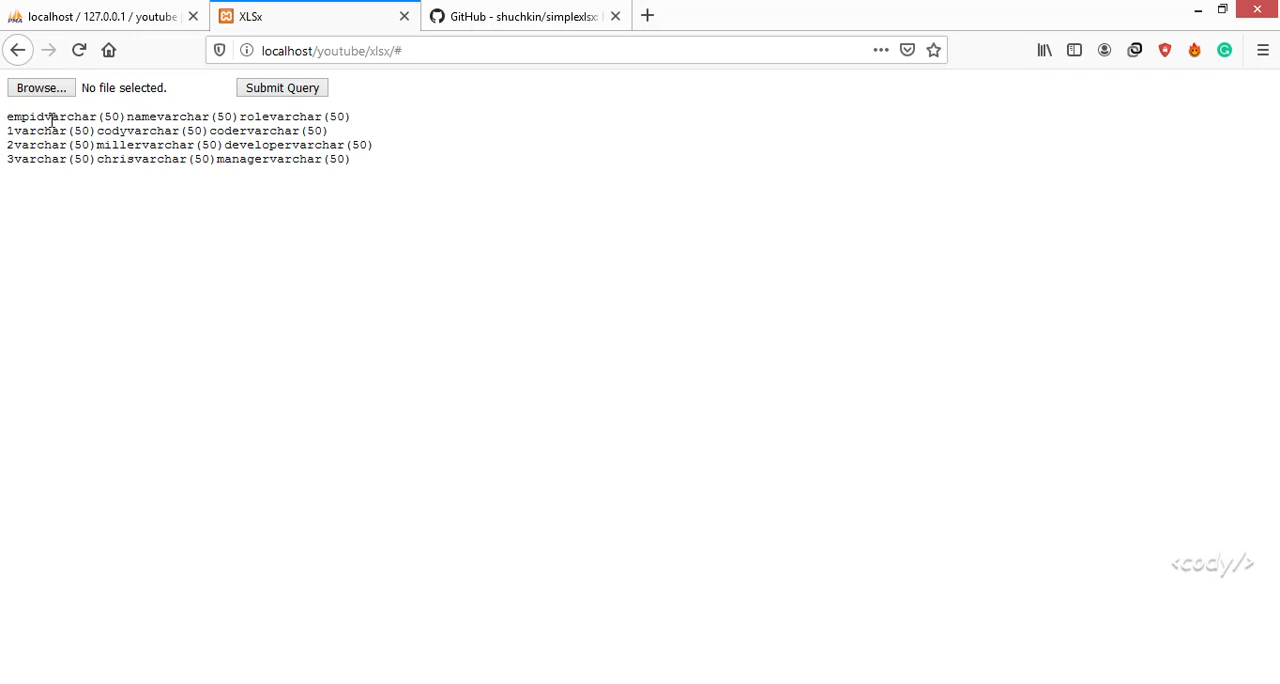 localhost / 127.0.0.1 / youtube
XLSx
GitHub - shuchkin/simplexlsx:
localhost/youtube/xlsx/#
Browse... No file selected. Submit Query
empidvarchar(50)namevarchar(50)rolevarchar(50)
1varchar(50)codyvarchar(50)codervarchar(50)
2varchar(50)millervarchar(50)developervarchar(50)
3varchar(50)chrisvarchar(50)managervarchar(50)
<cody/>